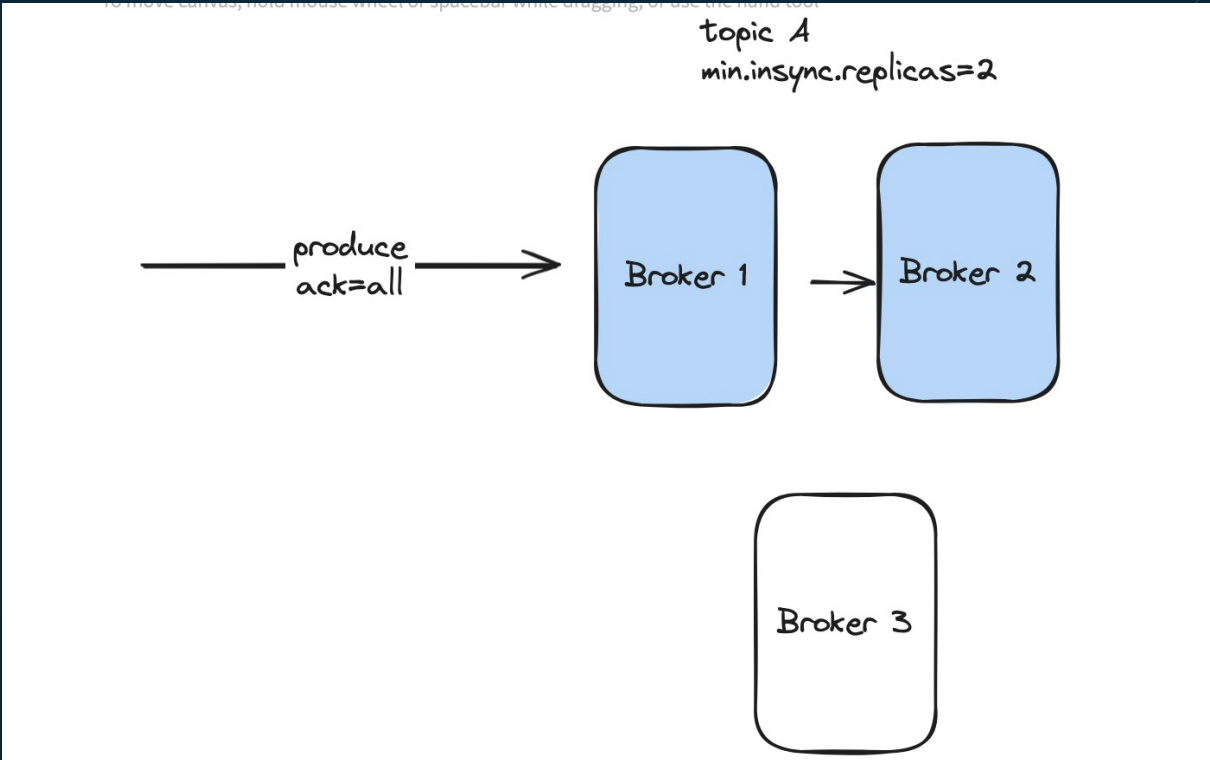 To move canvas, hold mouse wheel or spacebar while dragging, or use the hand tool
topic A
min.insync.replicas=2
produce
ack=all
Broker 1
Broker 2
Broker 3